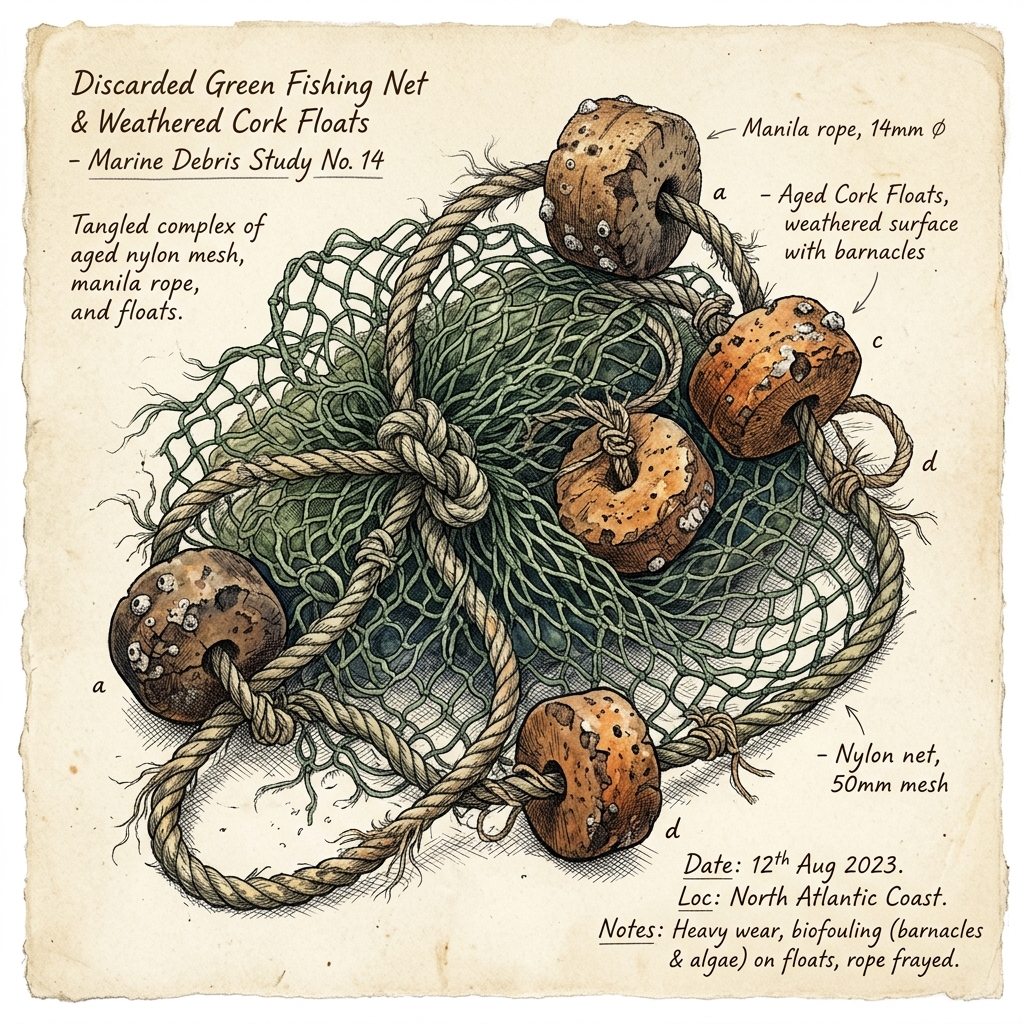 Discarded Green Fishing Net
& Weathered Cork Floats
- Marine Debris Study No. 14
Tangled complex of
aged nylon mesh,
manila rope,
and floats.
Manila rope, 14mm Ø
a
- Aged Cork Floats,
weathered surface
with barnacles
c
d
a
- Nylon net,
50mm mesh
d
Date: 12th Aug 2023.
Loc: North Atlantic Coast.
Notes: Heavy wear, biofouling (barnacles
& algae) on floats, rope frayed.